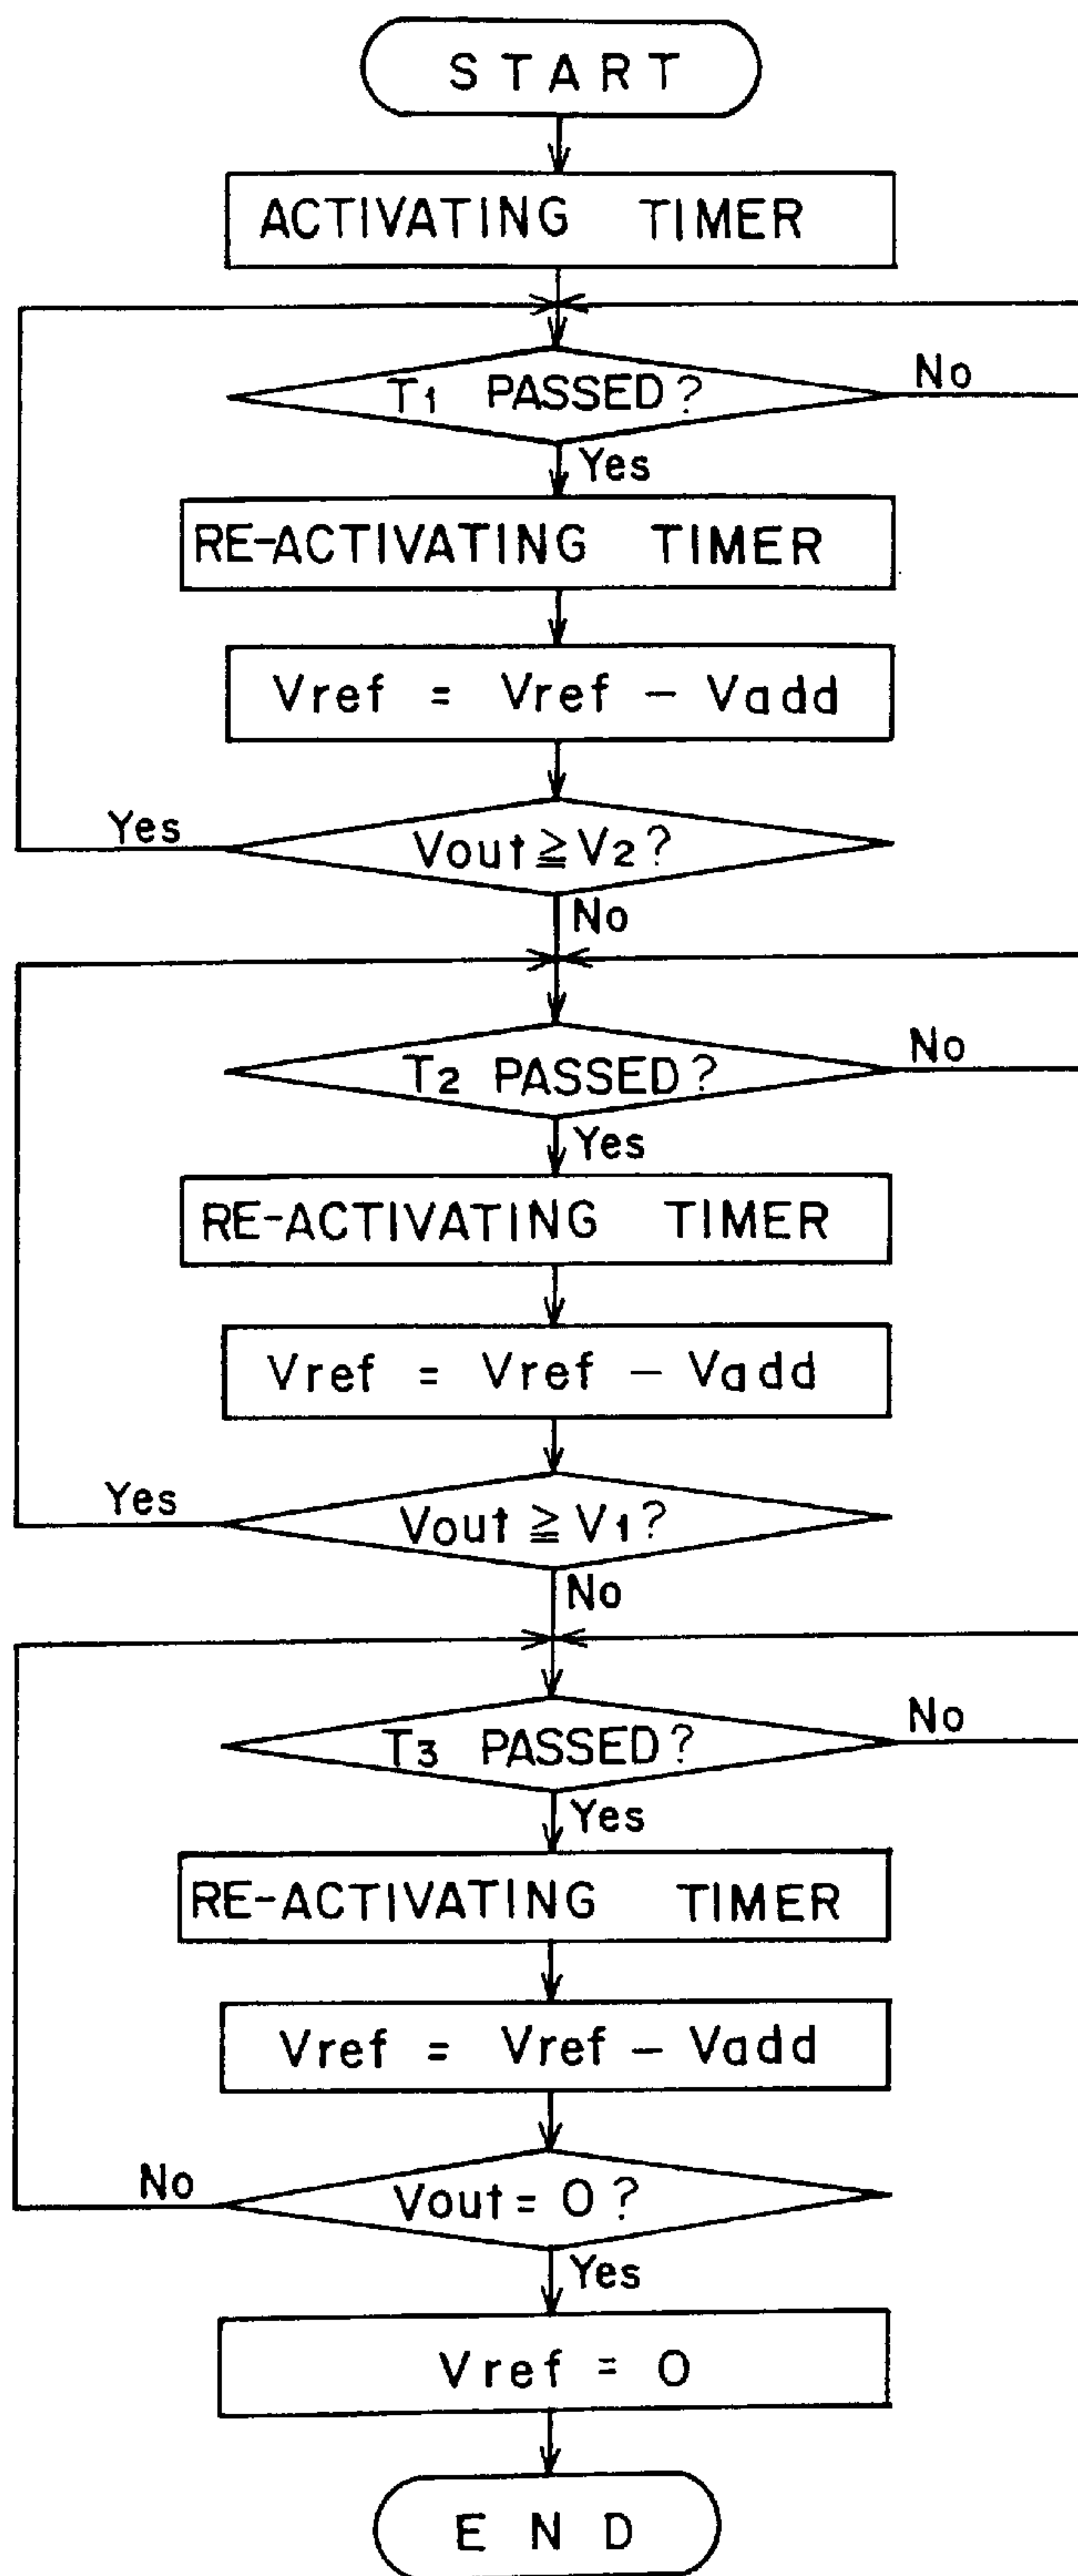 START
ACTIVATING TIMER
T1 PASSED?
No
Yes
RE-ACTIVATING TIMER
Vref = Vref - Vadd
Yes
Vout ≧ V2?
No
T2 PASSED?
No
Yes
RE-ACTIVATING TIMER
Vref = Vref - Vadd
Yes
Vout ≧ V1?
No
T3 PASSED?
No
Yes
RE-ACTIVATING TIMER
Vref = Vref - Vadd
No
Vout = 0?
Yes
Vref = 0
END